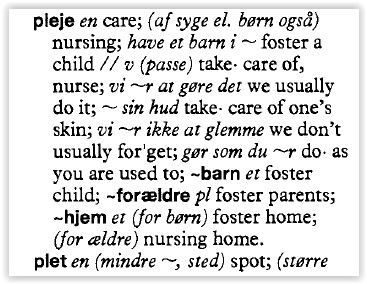 pleje en care; (af syge el. børn også)
nursing; have et barn i ~ foster a
child // v (passe) take· care of,
nurse; vi ~r at gøre det we usually
do it; ~ sin hud take· care of one's
skin; vi ~r ikke at glemme we don't
usually for'get; gør som du ~r do· as
you are used to; ~barn et foster
child; ~forældre pl foster parents;
~hjem et (for børn) foster home;
(for ældre) nursing home.
plet en (mindre ~, sted) spot; (større